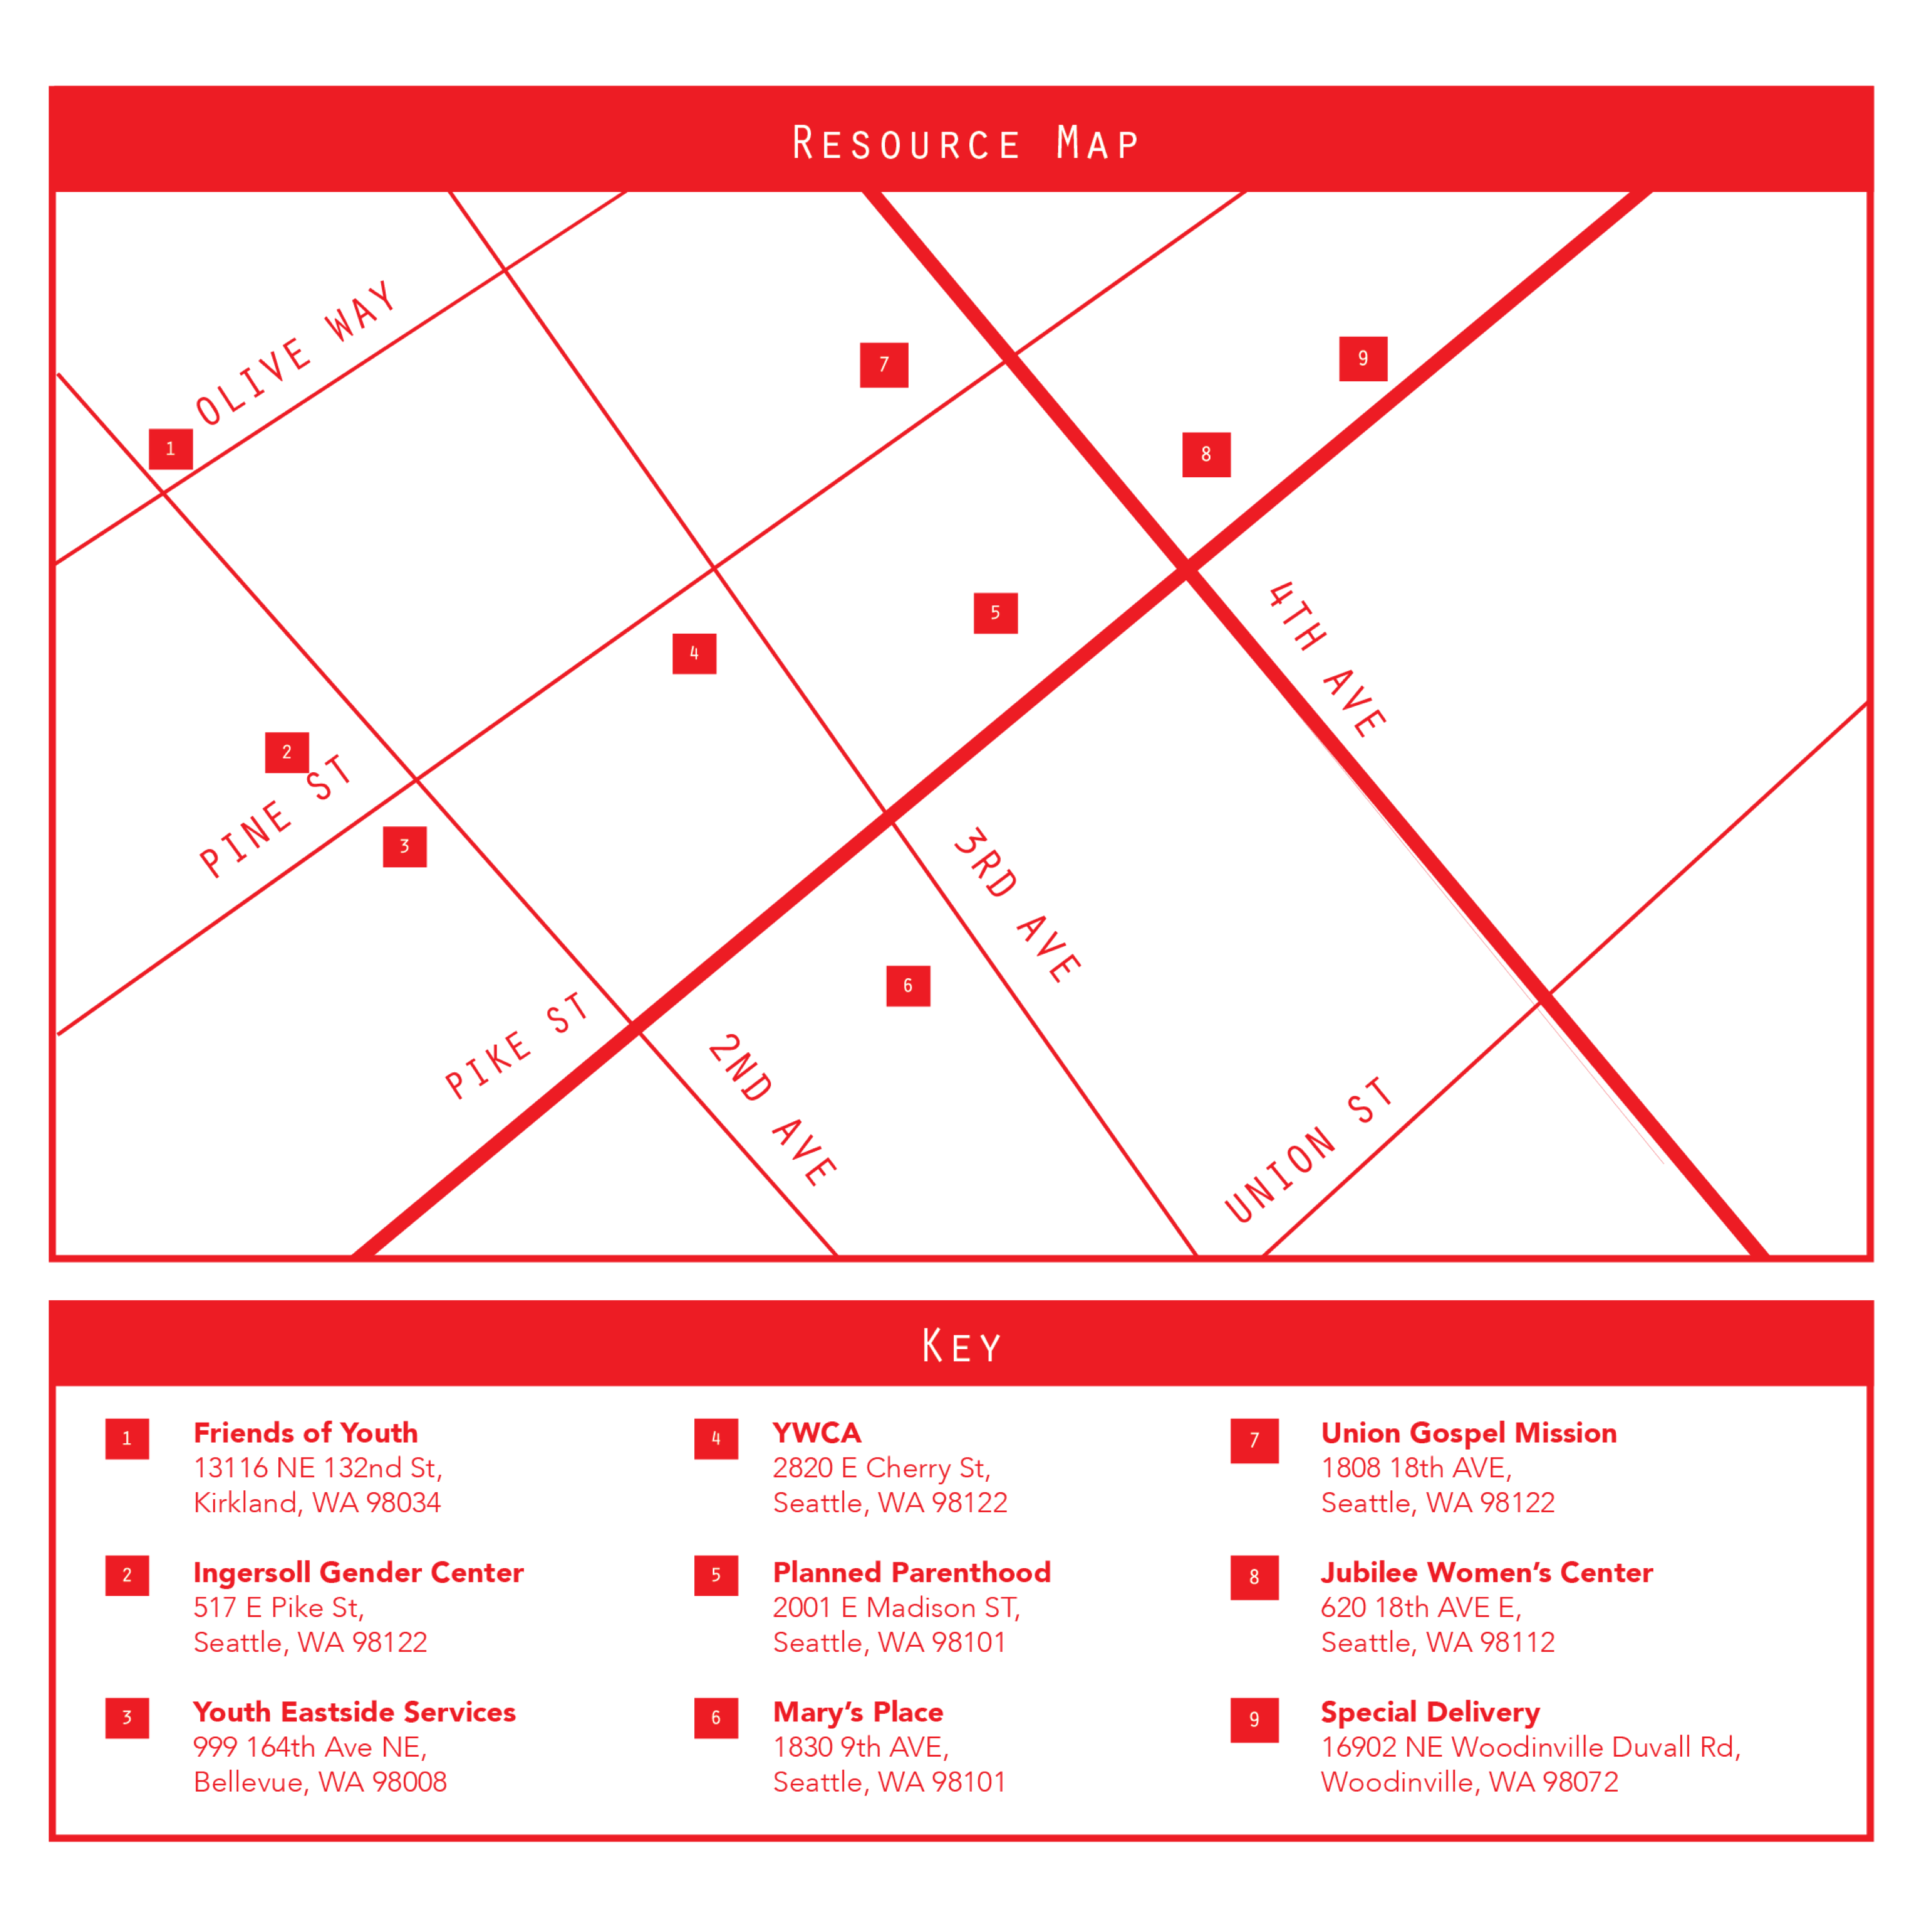 Resource Map
OLIVE WAY
7
9
1
8
4TH AVE
5
4
2
PINE ST
3
3RD AVE
6
PIKE ST
2ND AVE
UNION ST
Key
1
Friends of Youth
13116 NE 132nd St,
Kirkland, WA 98034
2
Ingersoll Gender Center
517 E Pike St,
Seattle, WA 98122
3
Youth Eastside Services
999 164th Ave NE,
Bellevue, WA 98008
4
YWCA
2820 E Cherry St,
Seattle, WA 98122
5
Planned Parenthood
2001 E Madison ST,
Seattle, WA 98101
6
Mary’s Place
1830 9th AVE,
Seattle, WA 98101
7
Union Gospel Mission
1808 18th AVE,
Seattle, WA 98122
8
Jubilee Women’s Center
620 18th AVE E,
Seattle, WA 98112
9
Special Delivery
16902 NE Woodinville Duvall Rd,
Woodinville, WA 98072